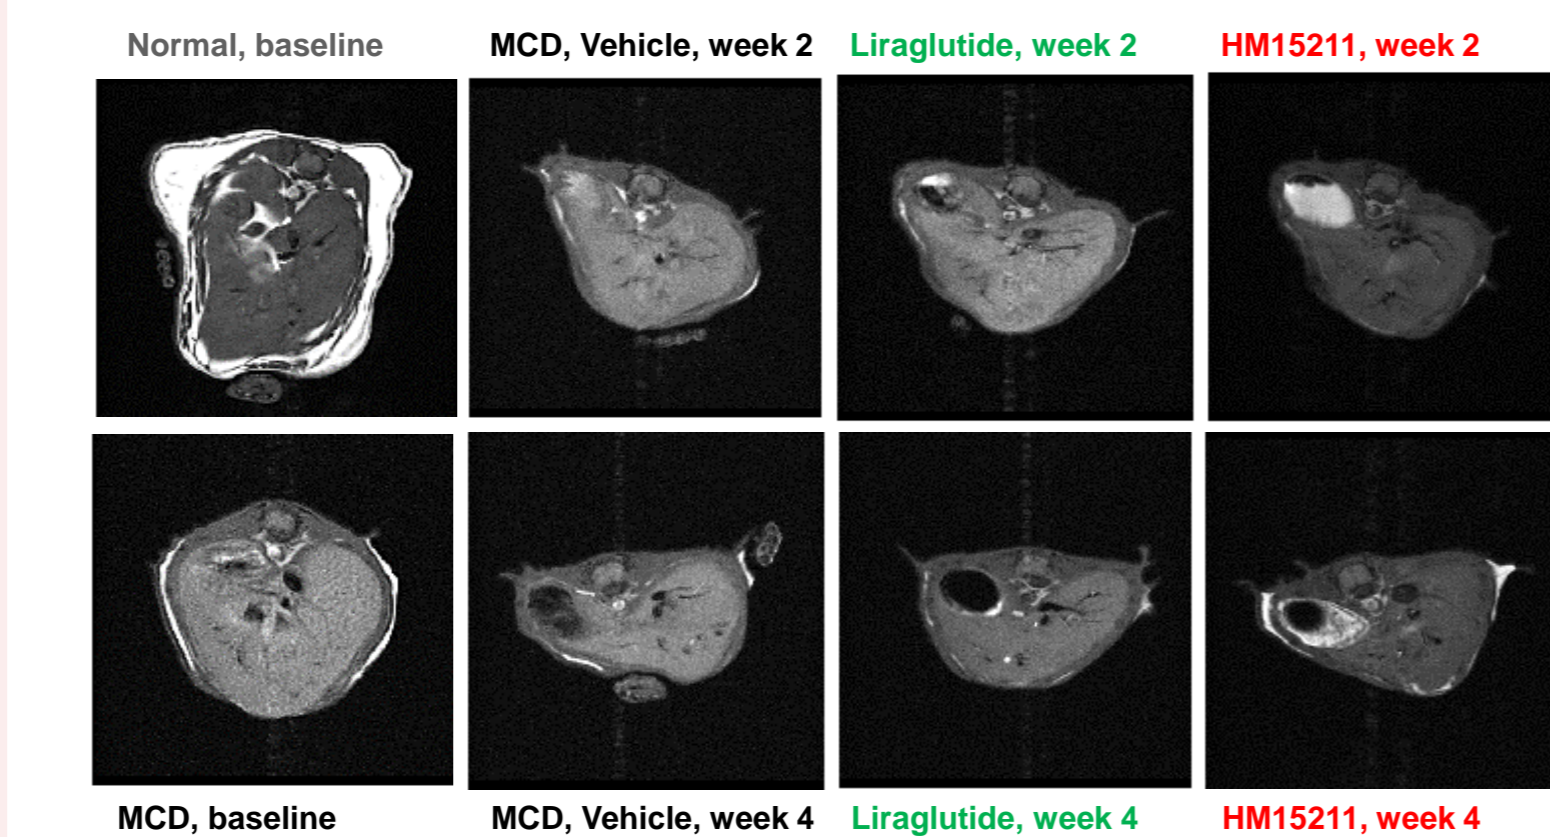 Normal, baseline
MCD, Vehicle, week 2
Liraglutide, week 2
HM15211, week 2
MCD, baseline
MCD, Vehicle, week 4
Liraglutide, week 4
HM15211, week 4